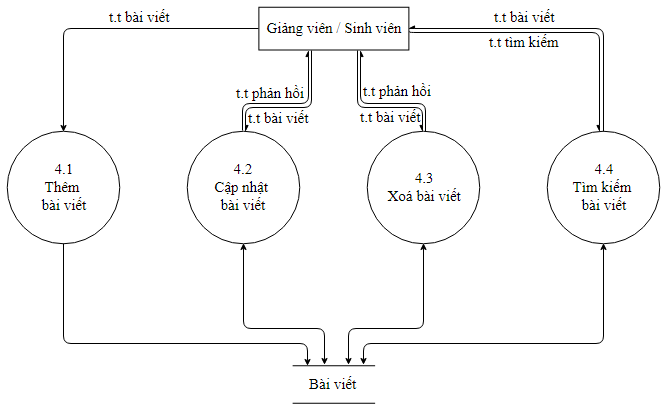 t.t bài viết
Giảng viên / Sinh viên
t.t bài viết
t.t tìm kiếm
t.t phản hồi
t.t bài viết
t.t phản hồi
t.t bài viết
4.1
Thêm
bài viết
4.2
Cập nhật
bài viết
4.3
Xoá bài viết
4.4
Tìm kiếm
bài viết
Bài viết